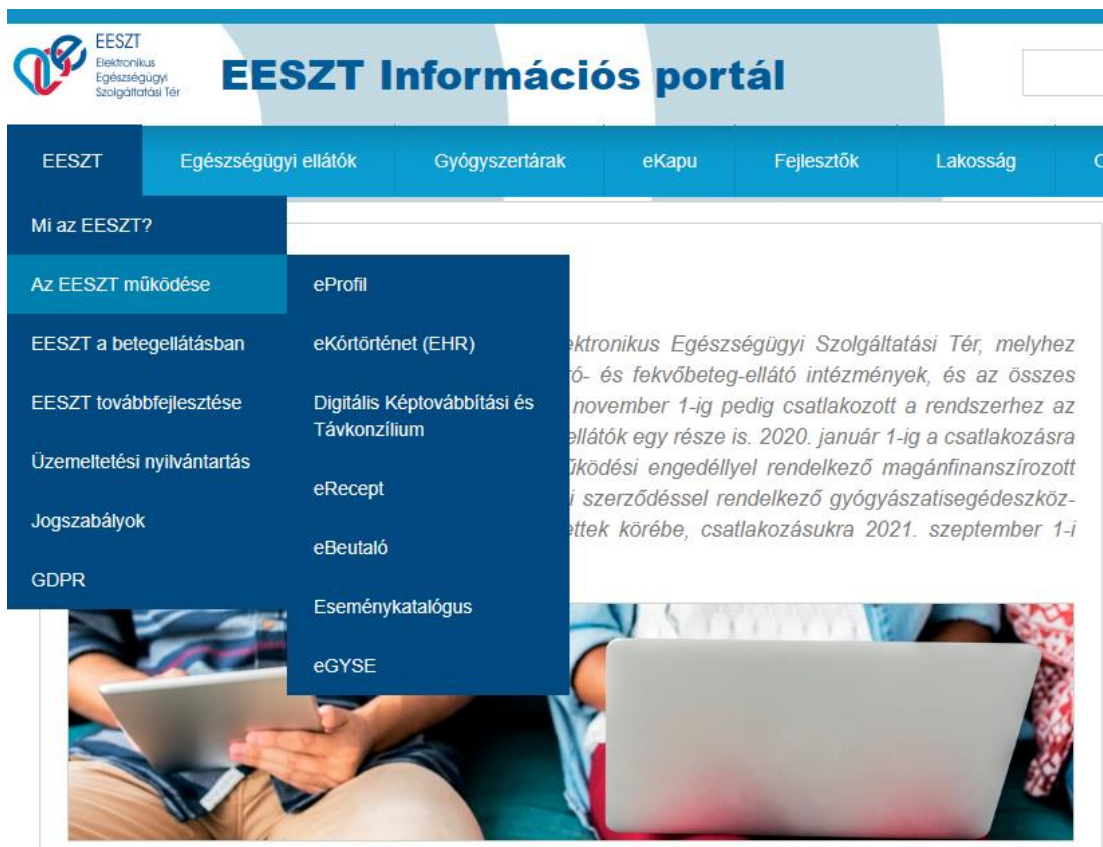 EESZT
Elektronikus
Egészségügyi
Szolgáltatási Tér
EESZT Információs portál
EESZT
Egészségügyi ellátók
Gyógyszertárak
eKapu
Fejlesztők
Lakosság
Mi az EESZT?
Az EESZT működése
EESZT a betegellátásban
EESZT továbbfejlesztése
Üzemeltetési nyilvántartás
Jogszabályok
GDPR
eProfil
eKórtörténet (EHR)
Digitális Képtovábbítási és
Távkonzílium
eRecept
eBeutaló
Eseménykatalógus
eGYSE
Egészségügyi Szolgáltatási Tér, melyhez
és fekvőbeteg-ellátó intézmények, és az összes
november 1-ig pedig csatlakozott a rendszerhez az
egy része is. 2020. január 1-ig a csatlakozásra
engedéllyel rendelkező magánfinanszírozott
szerződéssel rendelkező gyógyászatisegédeszköz-
körébe, csatlakozásukra 2021. szeptember 1-i